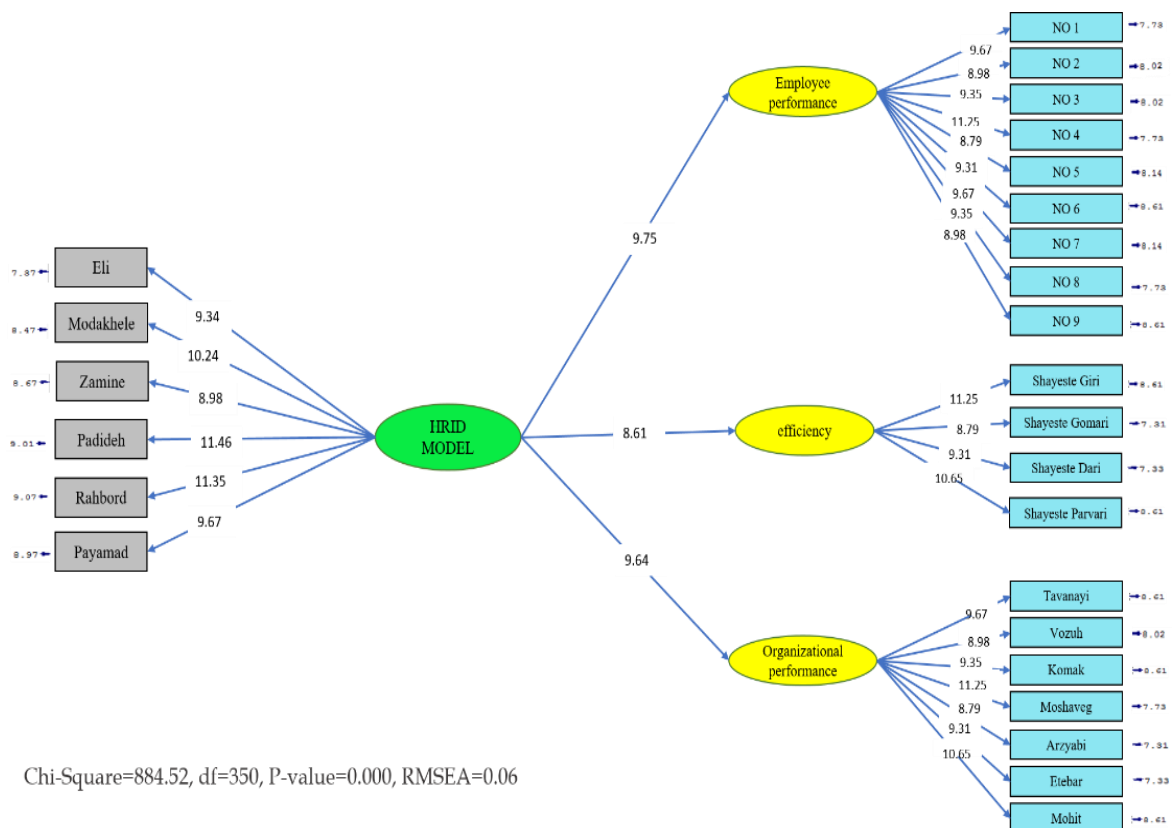 Eli
Modakhele
Zamine
Padideh
Rahbord
Payamad
7.87
8.47
8.67
9.01
9.07
8.97
9.34
10.24
8.98
11.46
11.35
9.67
HRID
MODEL
9.75
8.61
9.64
Employee
performance
9.67
8.98
9.35
11.25
8.79
9.31
9.67
9.35
8.98
NO 1
NO 2
NO 3
NO 4
NO 5
NO 6
NO 7
NO 8
NO 9
7.73
8.02
8.02
7.73
8.14
8.61
8.14
7.73
8.61
efficiency
11.25
8.79
9.31
10.65
Shayeste Giri
Shayeste Gomari
Shayeste Dari
Shayeste Parvari
8.61
7.31
7.33
8.61
Organizational
performance
9.67
8.98
9.35
11.25
8.79
9.31
10.65
Tavanayi
Vozuh
Komak
Moshaveg
Arzyabi
Etebar
Mohit
8.61
8.02
8.61
7.73
7.31
7.33
8.61
Chi-Square=884.52, df=350, P-value=0.000, RMSEA=0.06